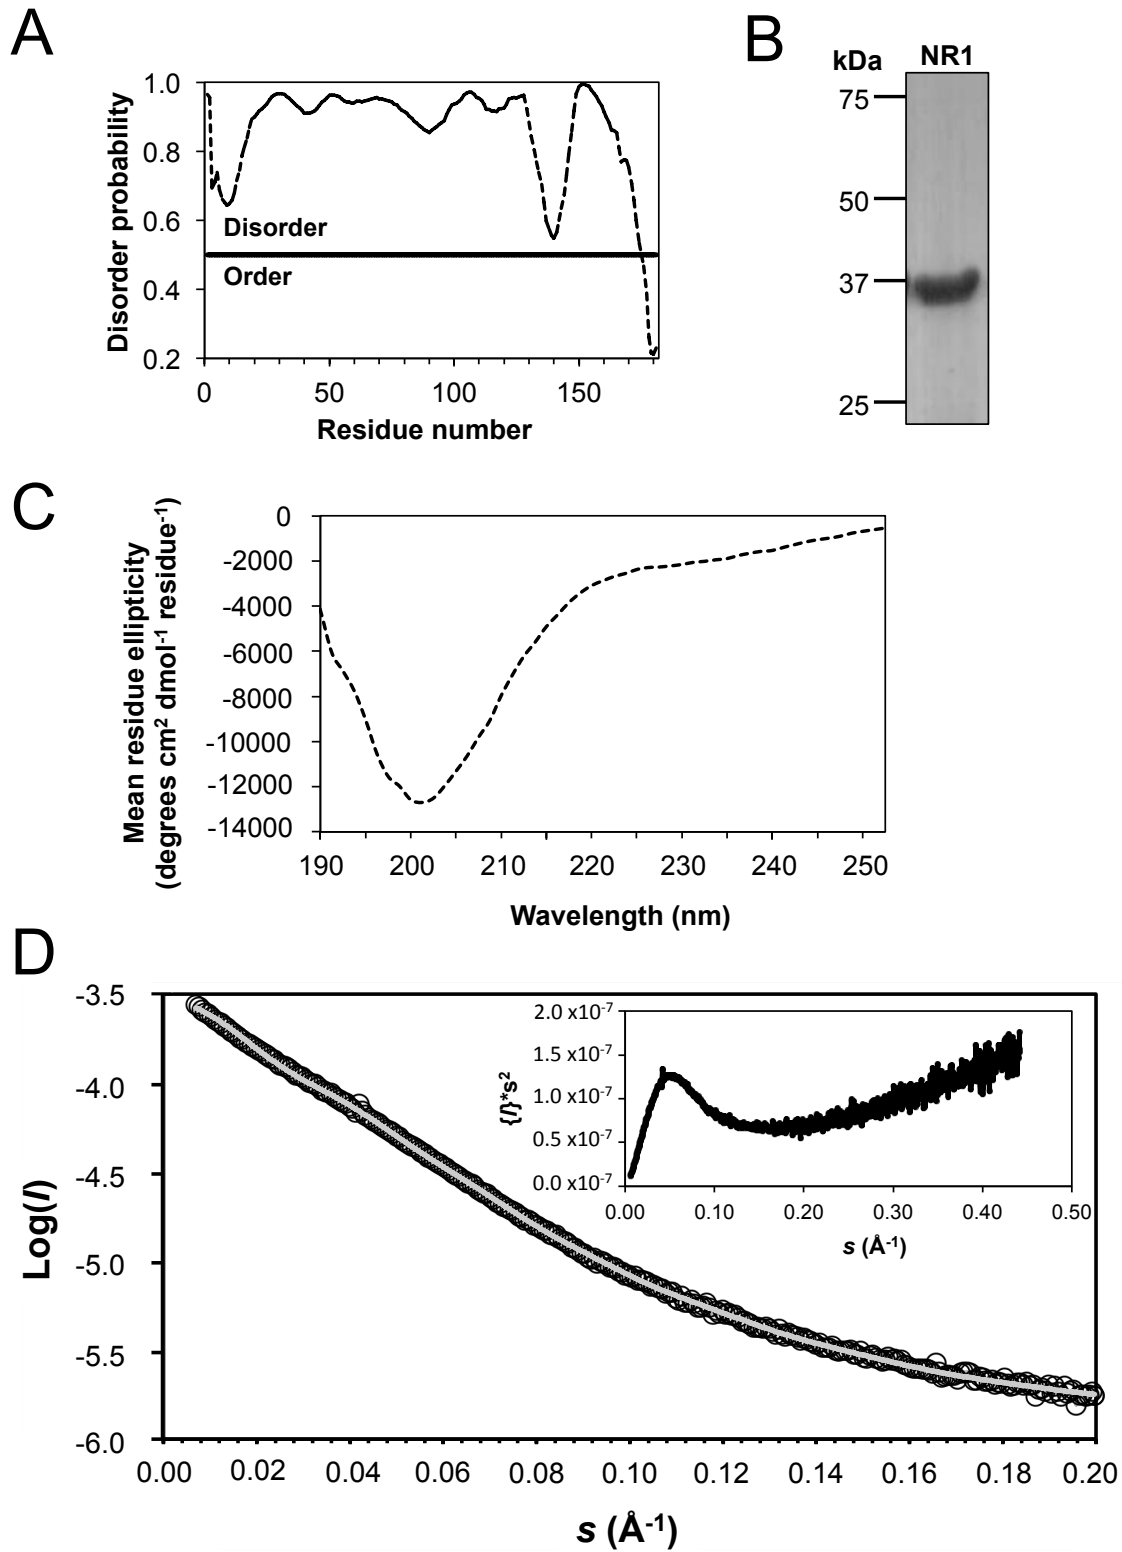 A
Disorder probability
1.0
0.8
0.6
0.4
0.2
Disorder
Order
0 50 100 150
Residue number
B
kDa NR1
75
50
37
25
C
Mean residue ellipticity
(degrees cm² dmol⁻¹ residue⁻¹)
0
-2000
-4000
-6000
-8000
-10000
-12000
-14000
190 200 210 220 230 240 250
Wavelength (nm)
D
Log(I)
-3.5
-4.0
-4.5
-5.0
-5.5
-6.0
0.00 0.02 0.04 0.06 0.08 0.10 0.12 0.14 0.16 0.18 0.20
s (Å⁻¹)
{I}*s²
2.0 x10⁻⁷
1.5 x10⁻⁷
1.0 x10⁻⁷
0.5 x10⁻⁷
0.0 x10⁻⁷
0.00 0.10 0.20 0.30 0.40 0.50
s (Å⁻¹)